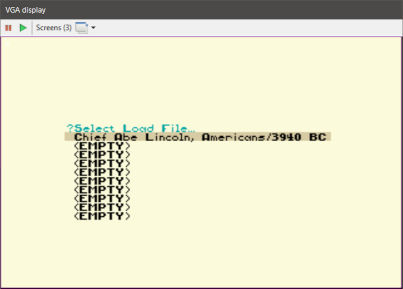 VGA display
Screens (3)
?Select Load File...
Chief Abe Lincoln, Americans/3940 BC
<EMPTY>
<EMPTY>
<EMPTY>
<EMPTY>
<EMPTY>
<EMPTY>
<EMPTY>
<EMPTY>
<EMPTY>